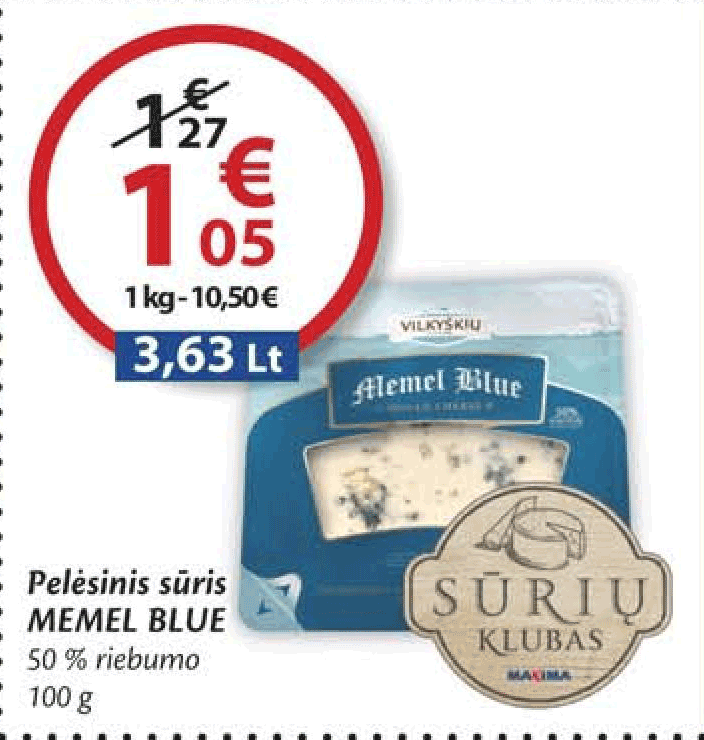 1 € 27
1 € 05
1 kg - 10,50 €
3,63 Lt
VILKYŠKIŲ
Memel Blue
50%
SŪRIŲ
KLUBAS
MAXIMA
Pelėsinis sūris
MEMEL BLUE
50 % riebumo
100 g